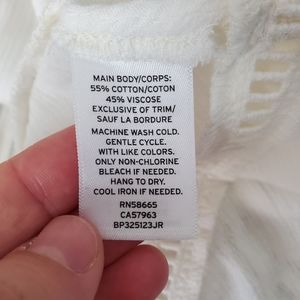 MAIN BODY/CORPS:
55% COTTON/COTON
45% VISCOSE
EXCLUSIVE OF TRIM/
SAUF LA BORDURE
MACHINE WASH COLD.
GENTLE CYCLE.
WITH LIKE COLORS.
ONLY NON-CHLORINE
BLEACH IF NEEDED.
HANG TO DRY.
COOL IRON IF NEEDED.
RN58665
CA57963
BP325123JR